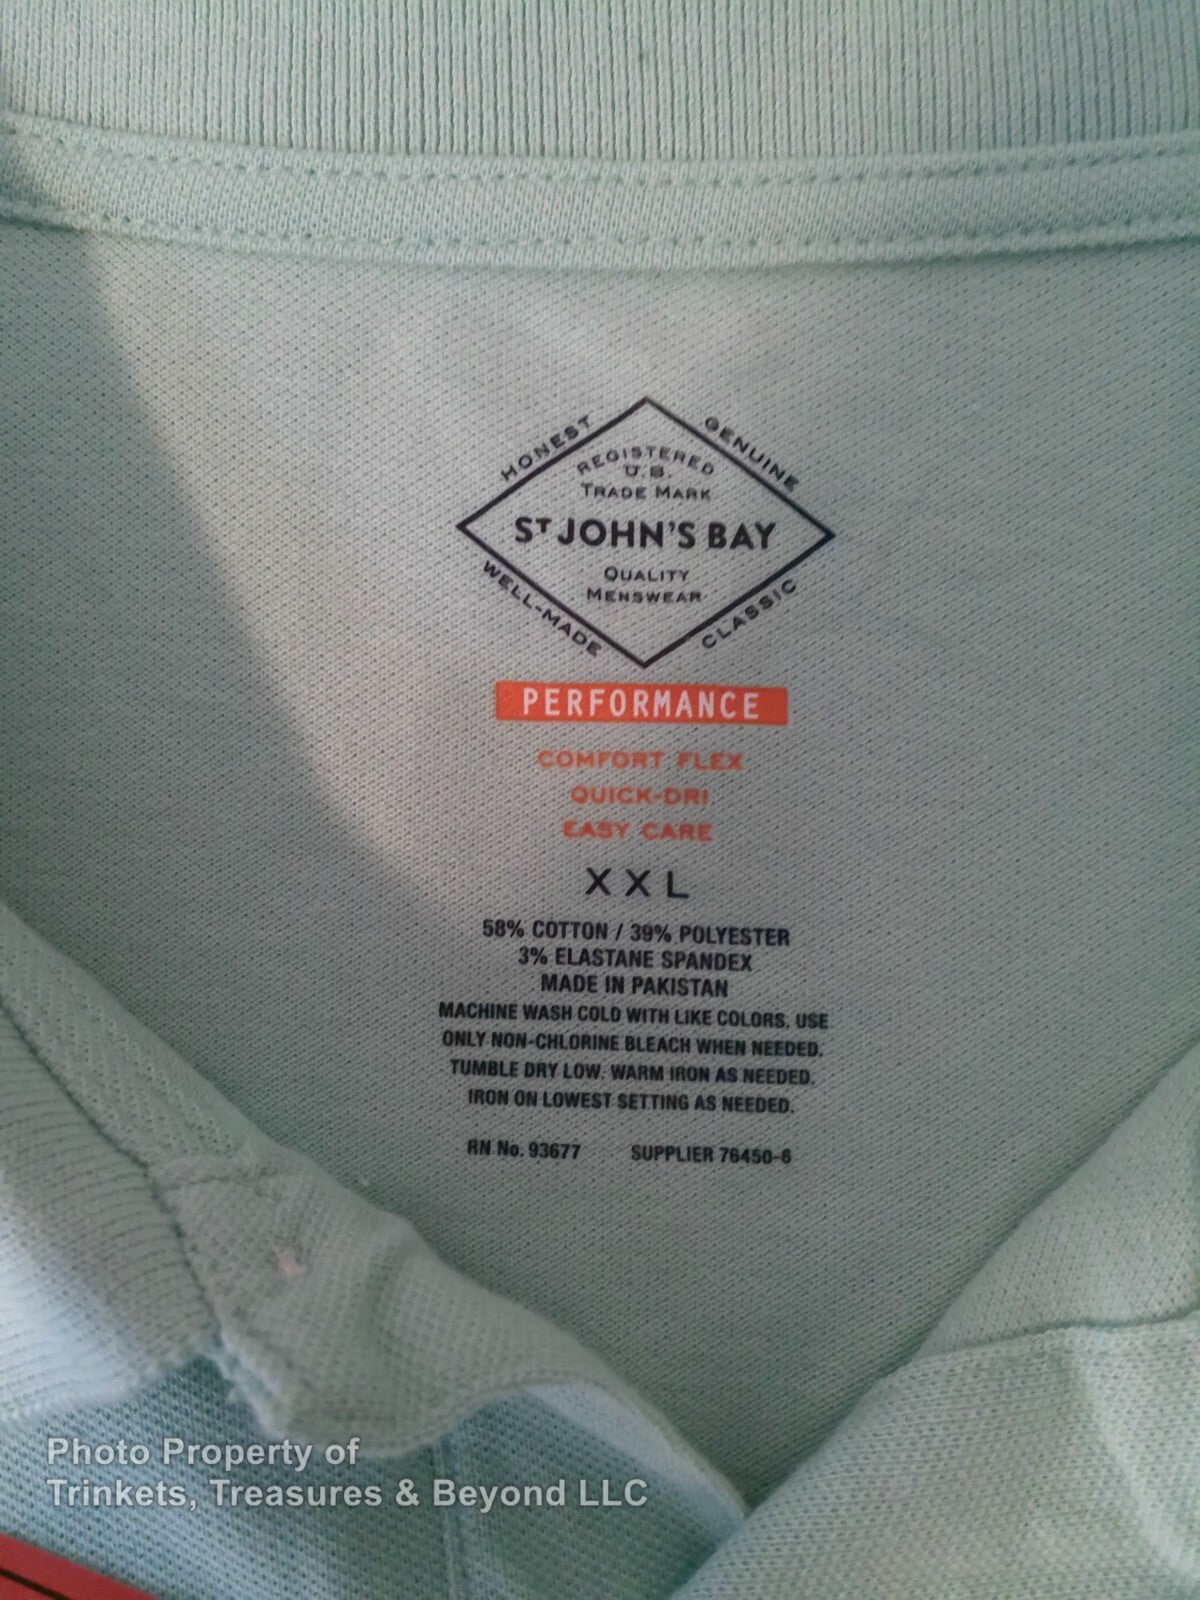 HONEST
GENUINE
REGISTERED
U.S.
TRADE MARK
ST JOHN'S BAY
QUALITY
MENSWEAR
WELL-MADE
CLASSIC
PERFORMANCE
COMFORT FLEX
QUICK-DRI
EASY CARE
XXL
58% COTTON / 39% POLYESTER
3% ELASTANE SPANDEX
MADE IN PAKISTAN
MACHINE WASH COLD WITH LIKE COLORS. USE
ONLY NON-CHLORINE BLEACH WHEN NEEDED.
TUMBLE DRY LOW. WARM IRON AS NEEDED.
IRON ON LOWEST SETTING AS NEEDED.
RN No. 93677 SUPPLIER 76450-6
Photo Property of
Trinkets, Treasures & Beyond LLC